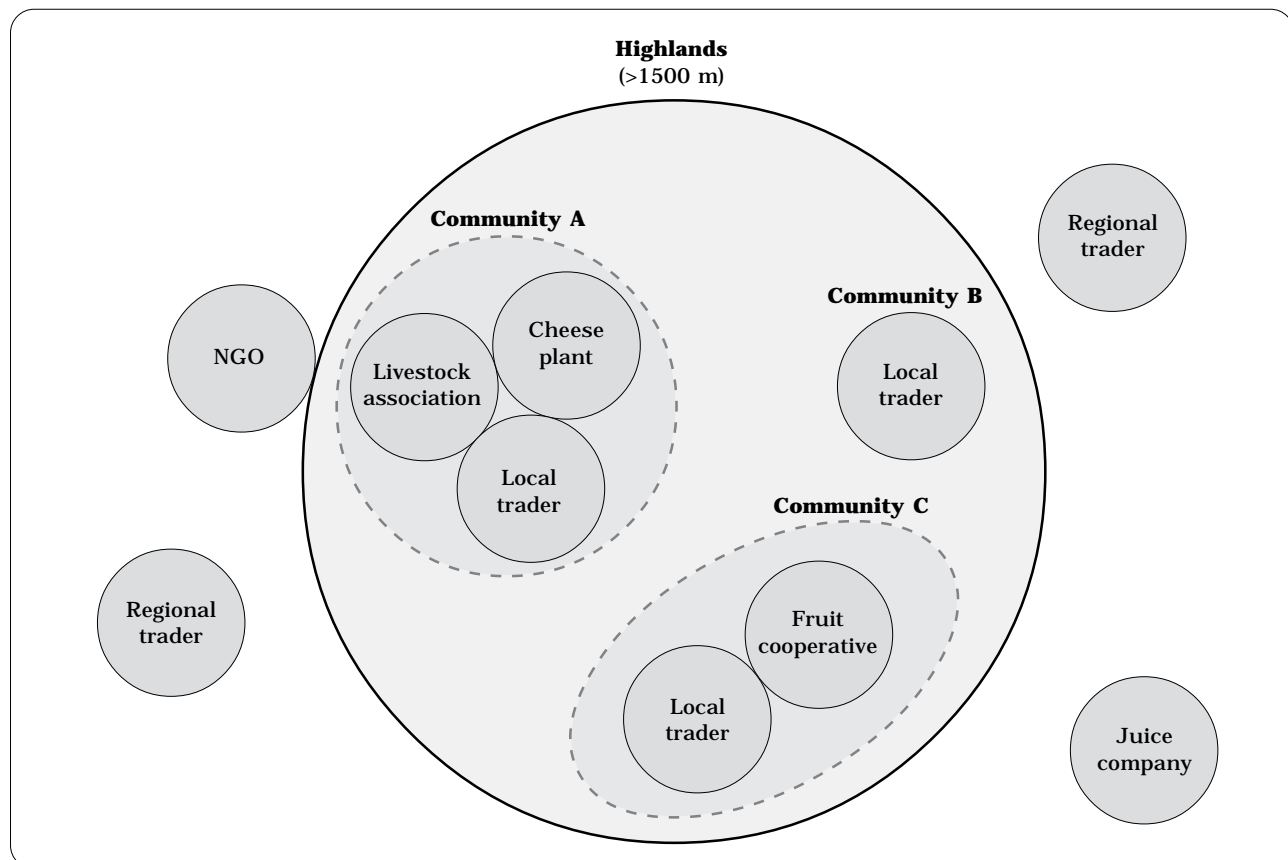 Highlands
(>1500 m)
Community A
Regional
trader
Community B
Cheese
plant
NGO
Livestock
association
Local
trader
Local
trader
Community C
Regional
trader
Fruit
cooperative
Local
trader
Juice
company